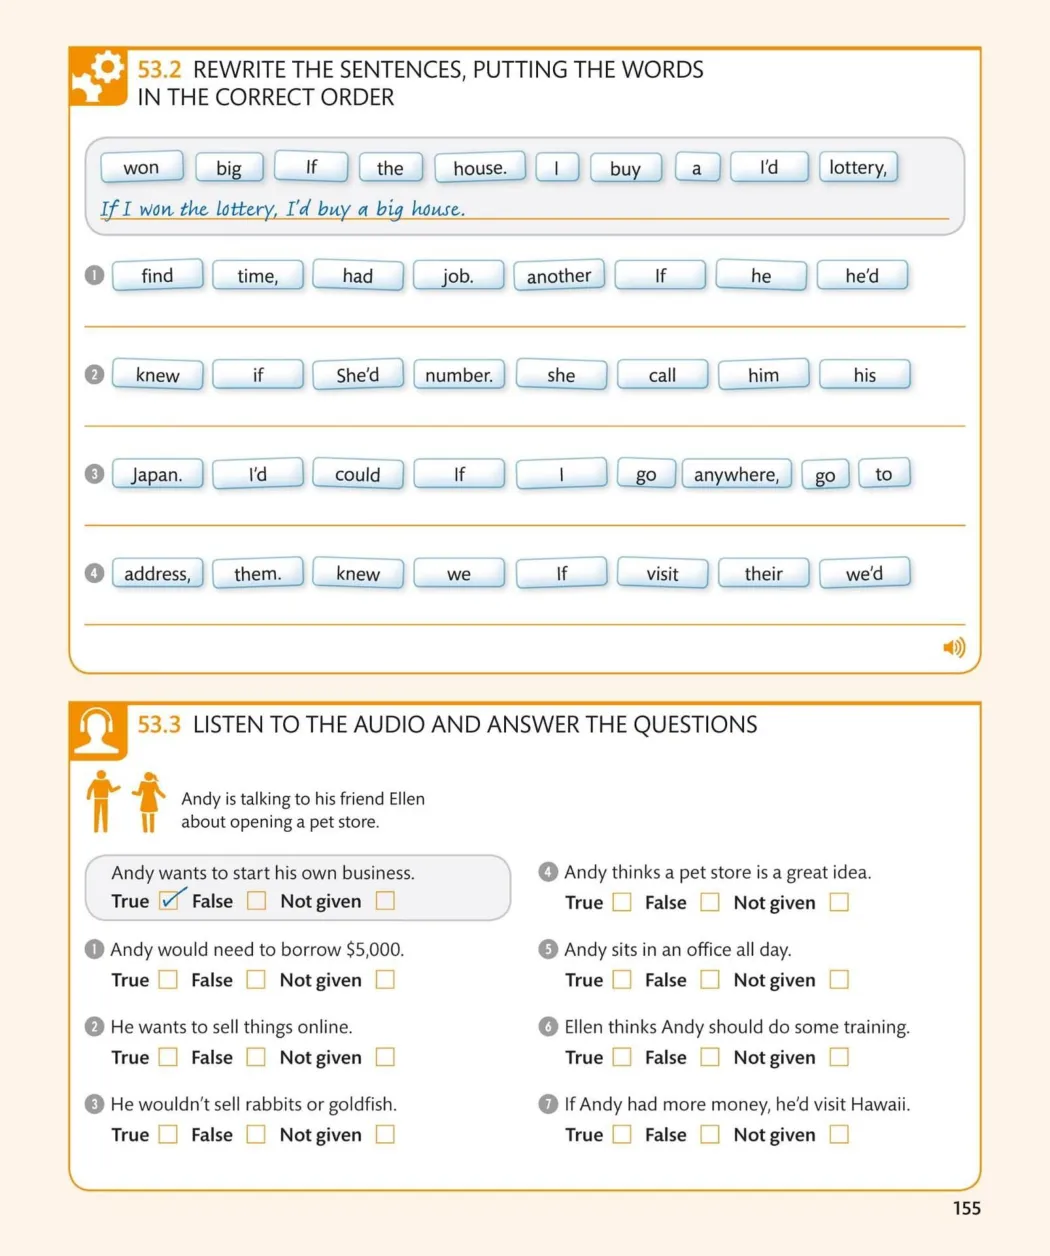 53.2 REWRITE THE SENTENCES, PUTTING THE WORDS
IN THE CORRECT ORDER
won big If the house. I buy a I'd lottery,
If I won the lottery, I'd buy a big house.
1 find time, had job. another If he he'd
2 knew if She'd number. she call him his
3 Japan. I'd could If I go anywhere, go to
4 address, them. knew we If visit their we'd
53.3 LISTEN TO THE AUDIO AND ANSWER THE QUESTIONS
Andy is talking to his friend Ellen
about opening a pet store.
Andy wants to start his own business.
True False Not given
1 Andy would need to borrow $5,000.
True False Not given
2 He wants to sell things online.
True False Not given
3 He wouldn't sell rabbits or goldfish.
True False Not given
4 Andy thinks a pet store is a great idea.
True False Not given
5 Andy sits in an office all day.
True False Not given
6 Ellen thinks Andy should do some training.
True False Not given
7 If Andy had more money, he'd visit Hawaii.
True False Not given
155